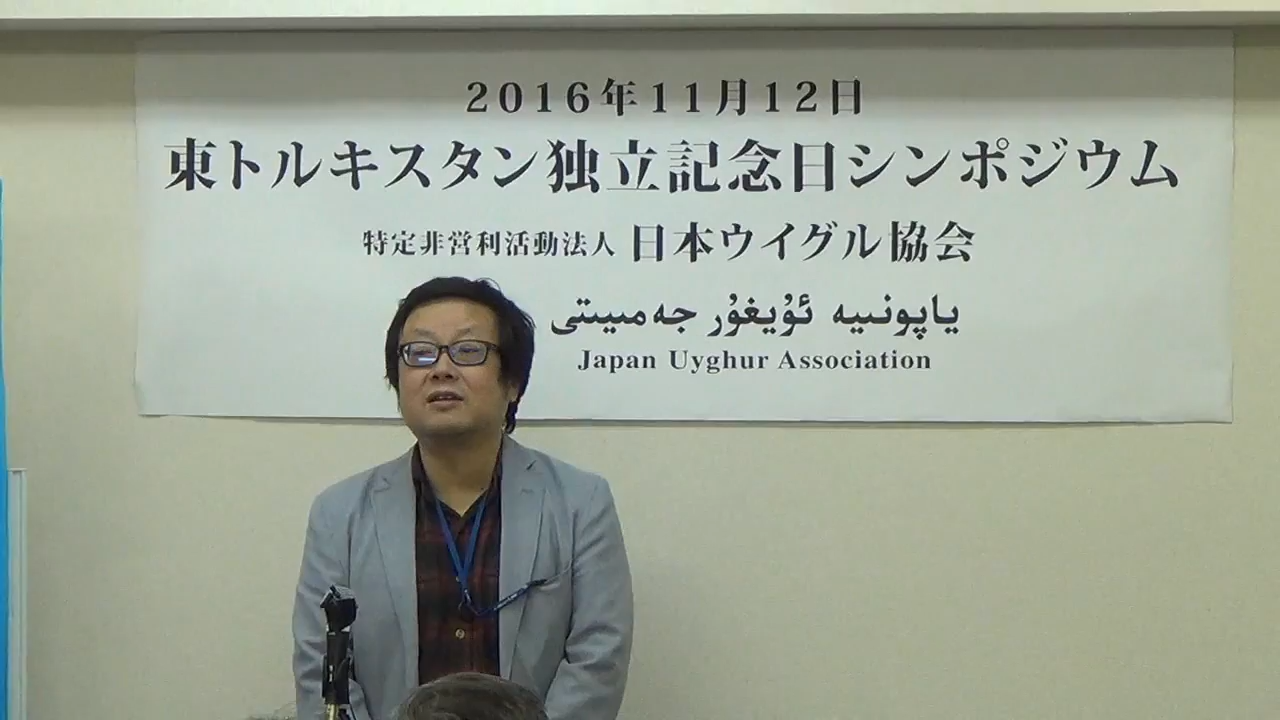 2016年11月12日
東トルキスタン独立記念日シンポジウム
特定非営利活動法人 日本ウイグル協会
ياپونىيە ئۇيغۇر جەمىيىتى
Japan Uyghur Association